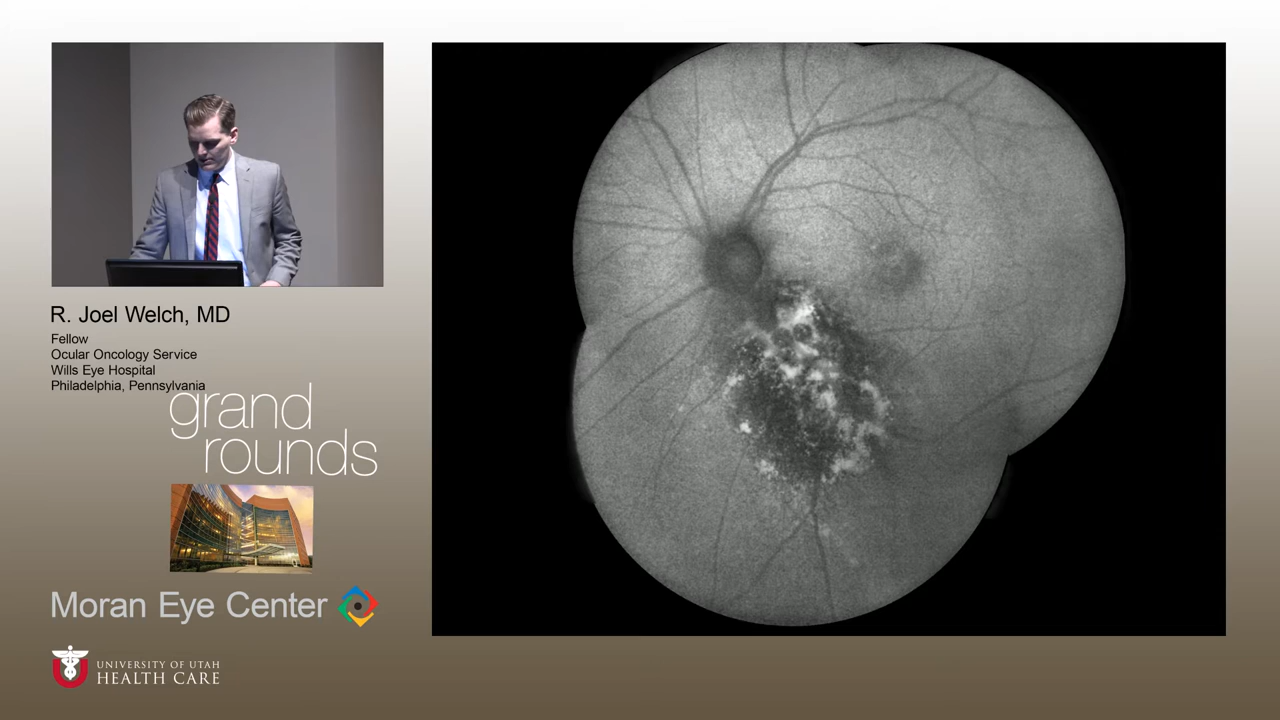 R. Joel Welch, MD
Fellow
Ocular Oncology Service
Wills Eye Hospital
Philadelphia, Pennsylvania
grand
rounds
Moran Eye Center
U
UNIVERSITY OF UTAH
HEALTH CARE